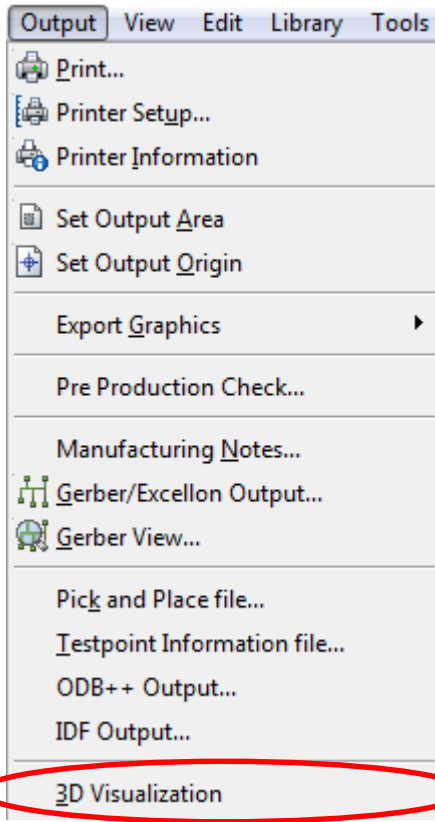 Output View Edit Library Tools
Print...
Printer Setup...
Printer Information
Set Output Area
Set Output Origin
Export Graphics
Pre Production Check...
Manufacturing Notes...
Gerber/Excellon Output...
Gerber View...
Pick and Place file...
Testpoint Information file...
ODB++ Output...
IDF Output...
3D Visualization